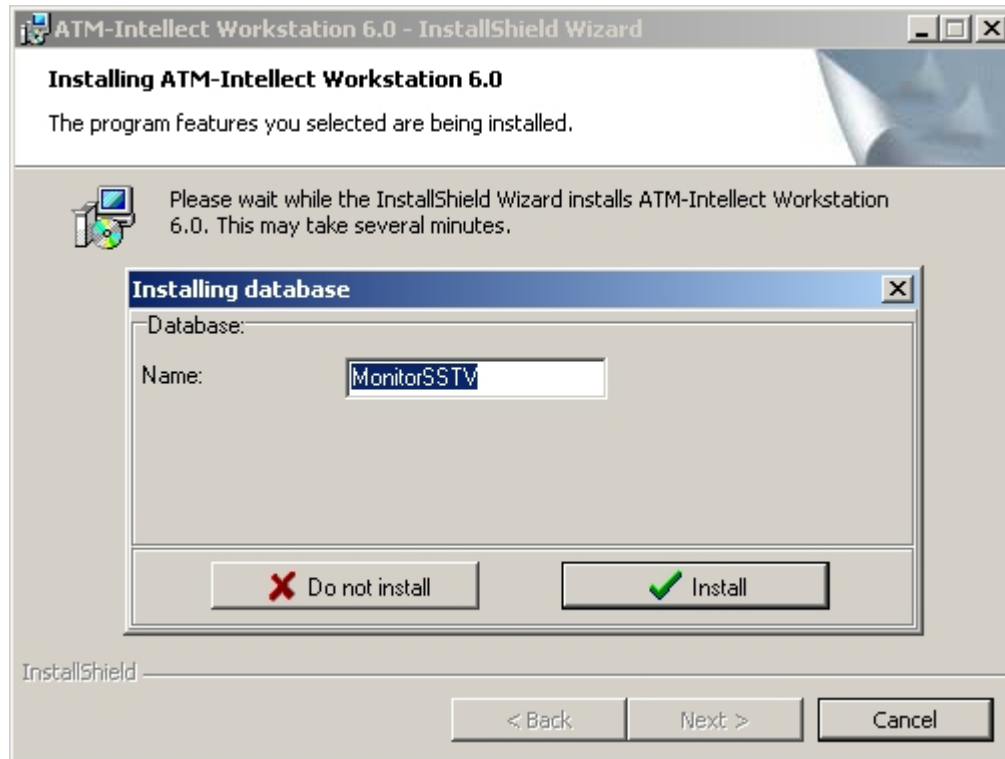 ATM-Intellect Workstation 6.0 - InstallShield Wizard
Installing ATM-Intellect Workstation 6.0
The program features you selected are being installed.
Please wait while the InstallShield Wizard installs ATM-Intellect Workstation
6.0. This may take several minutes.
Installing database
Database:
Name:
MonitorSSTV
Do not install
Install
InstallShield
< Back
Next >
Cancel